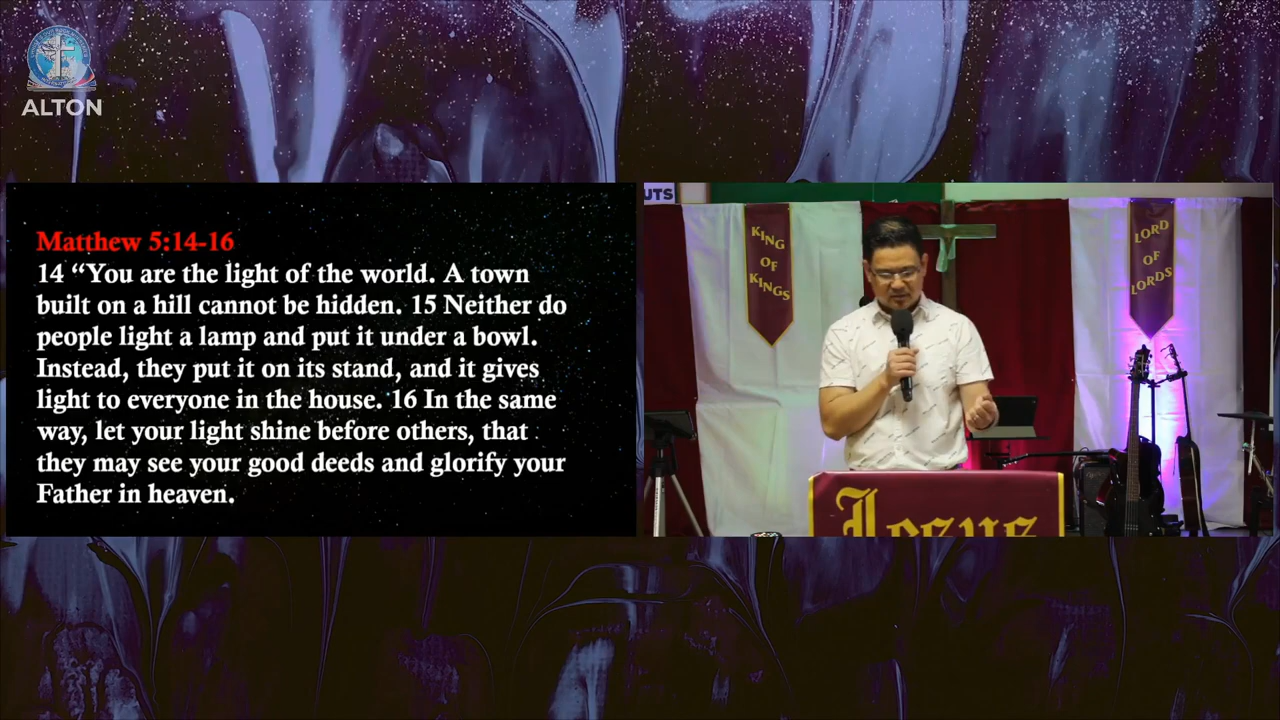 ALTON
Matthew 5:14-16
14 “You are the light of the world. A town
built on a hill cannot be hidden. 15 Neither do
people light a lamp and put it under a bowl.
Instead, they put it on its stand, and it gives
light to everyone in the house. 16 In the same
way, let your light shine before others, that
they may see your good deeds and glorify your
Father in heaven.
UTS
KING
OF
KINGS
LORD
OF
LORDS
Jesus